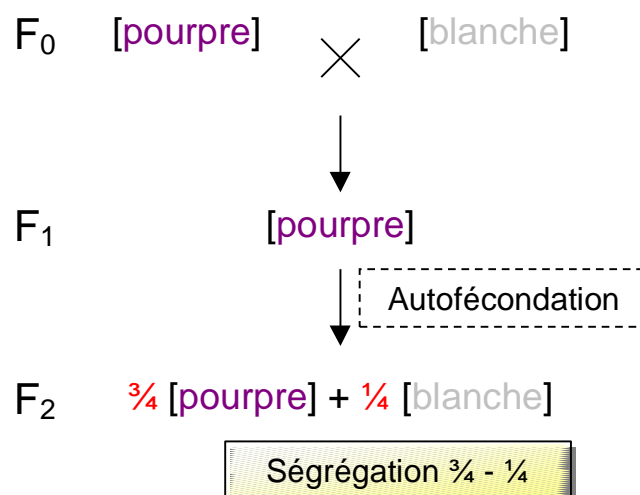 F₀ [pourpre] [blanche]
F₁ [pourpre]
Autofécondation
F₂ ¾ [pourpre] + ¼ [blanche]
Ségrégation ¾ - ¼